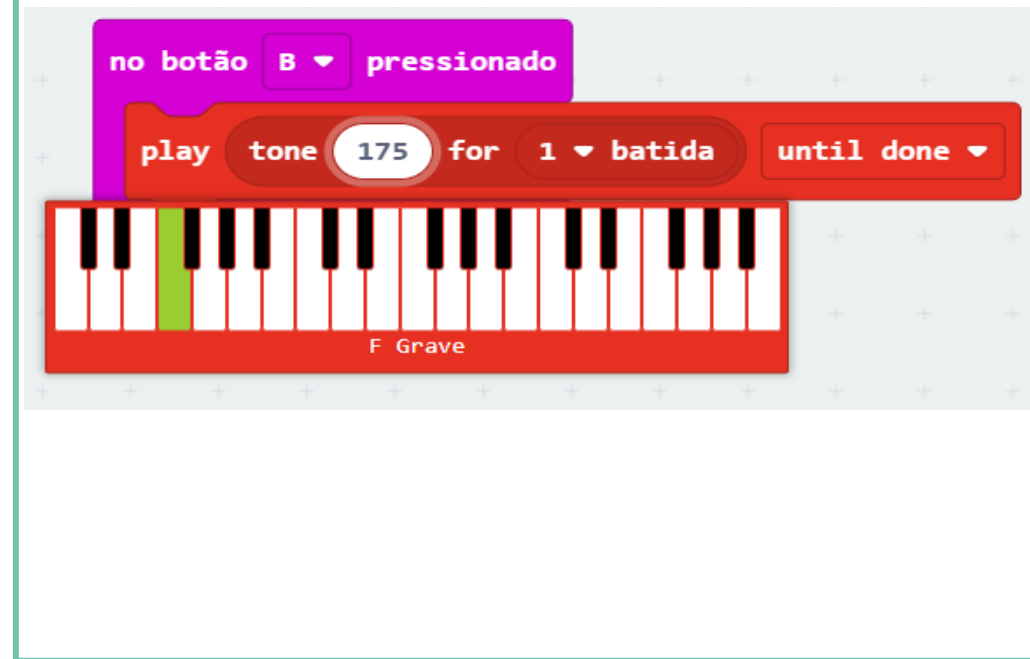 no botão B pressionado
play tone 175 for 1 batida until done
F Grave